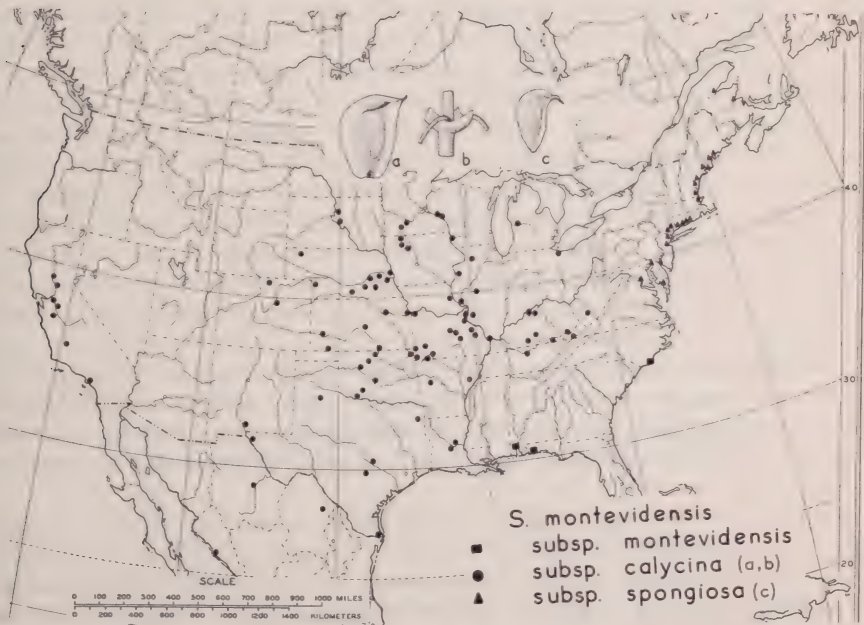 a
b
c
40
30
20
S. montevidensis
■ subsp. montevidensis
● subsp. calycina (a,b)
▲ subsp. spongiosa (c)
SCALE
0 100 200 300 400 500 600 700 800 900 1000 MILES
0 200 400 600 800 1000 1200 1400 KILOMETERS